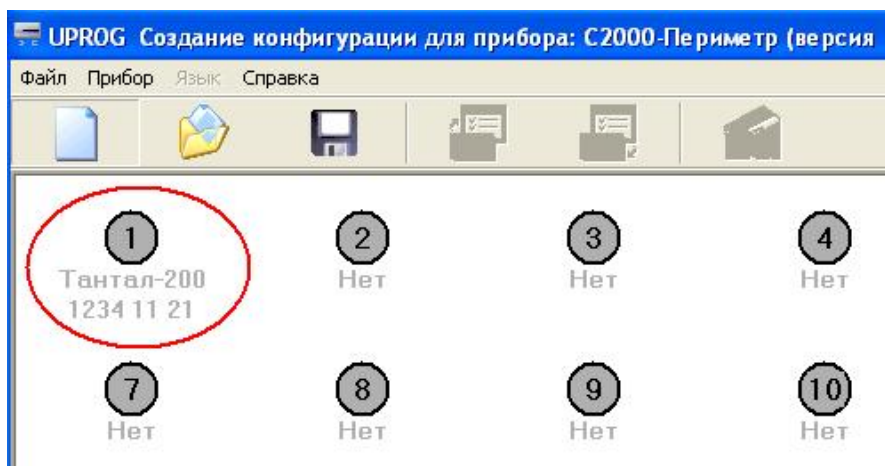 UPROG Создание конфигурации для прибора: С2000-Периметр (версия
Файл Прибор Язык Справка
1 2 3 4
Тантал-200 Нет Нет Нет
1234 11 21
7 8 9 10
Нет Нет Нет Нет